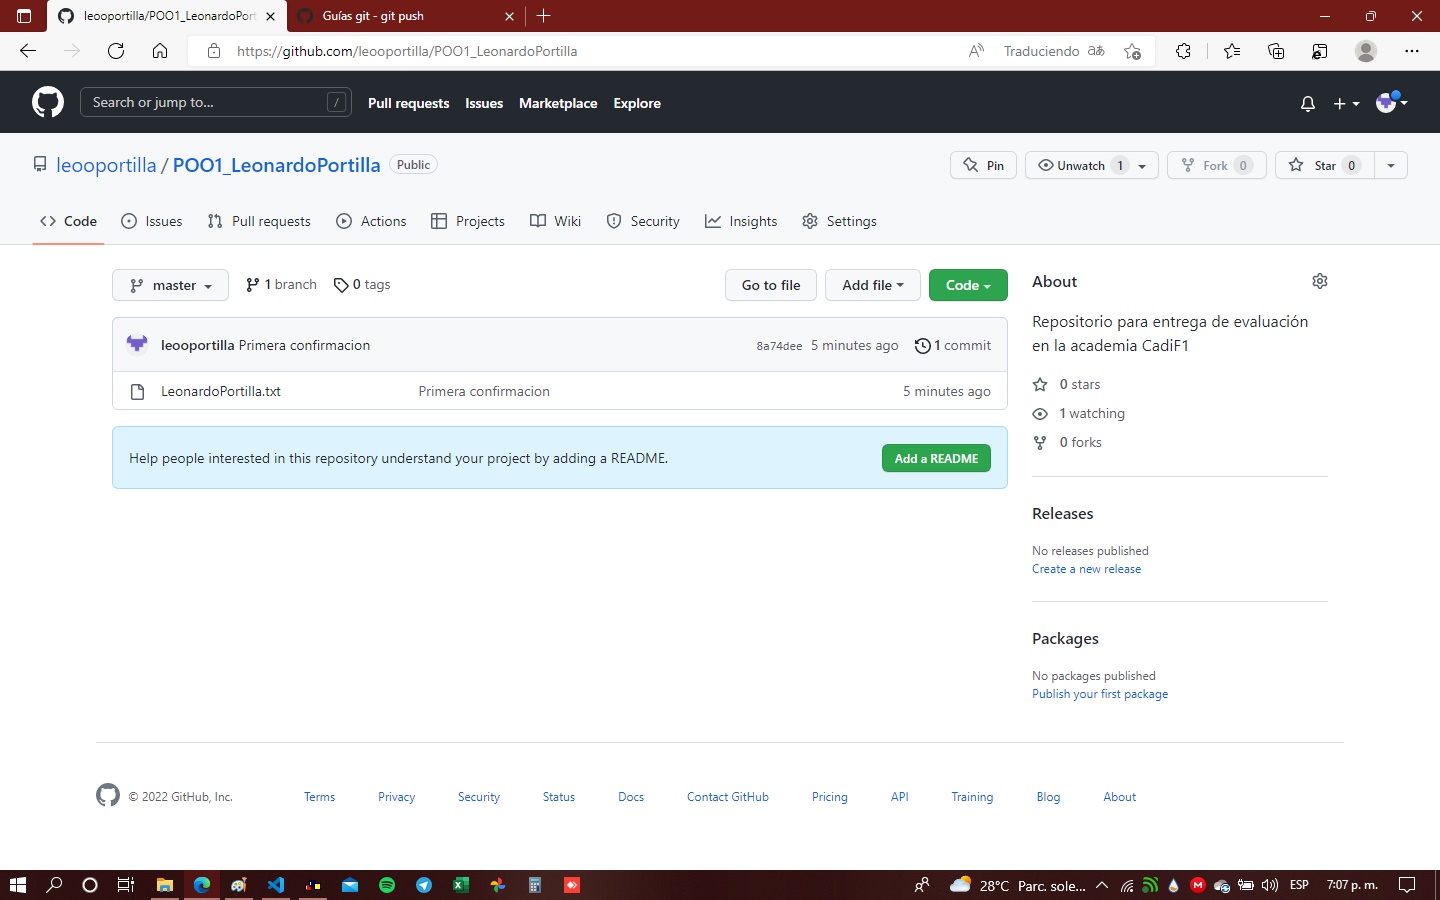 leooportilla/POO1_LeonardoPort
Guías git - git push
https://github.com/leooportilla/POO1_LeonardoPortilla
Traduciendo
Search or jump to...
/
Pull requests
Issues
Marketplace
Explore
leooportilla / POO1_LeonardoPortilla
Public
Pin
Unwatch 1
Fork 0
Star 0
Code
Issues
Pull requests
Actions
Projects
Wiki
Security
Insights
Settings
master
1 branch
0 tags
Go to file
Add file
Code
leooportilla Primera confirmacion
8a74dee 5 minutes ago
1 commit
LeonardoPortilla.txt
Primera confirmacion
5 minutes ago
Help people interested in this repository understand your project by adding a README.
Add a README
About
Repositorio para entrega de evaluación
en la academia CadiF1
0 stars
1 watching
0 forks
Releases
No releases published
Create a new release
Packages
No packages published
Publish your first package
© 2022 GitHub, Inc.
Terms
Privacy
Security
Status
Docs
Contact GitHub
Pricing
API
Training
Blog
About
28°C Parc. sole...
ESP
7:07 p. m.